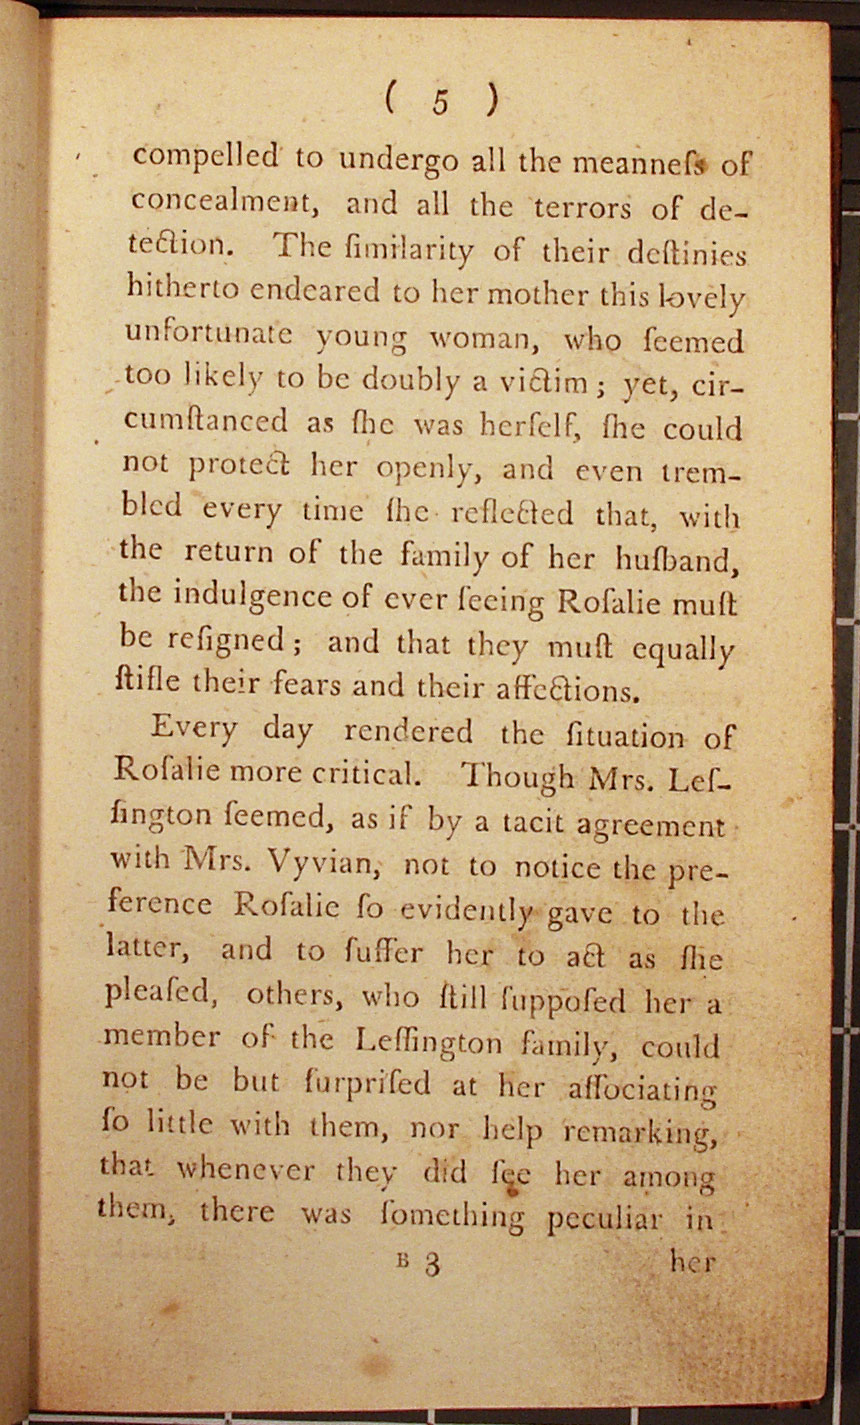 ( 5 )
compelled to undergo all the meanneſs of
concealment, and all the terrors of de-
tection. The ſimilarity of their deſtinies
hitherto endeared to her mother this lovely
unfortunate young woman, who ſeemed
too likely to be doubly a victim; yet, cir-
cumſtanced as ſhe was herſelf, ſhe could
not protect her openly, and even trem-
bled every time ſhe reflected that, with
the return of the family of her huſband,
the indulgence of ever ſeeing Roſalie muſt
be reſigned; and that they muſt equally
ſtifle their fears and their affections.
Every day rendered the ſituation of
Roſalie more critical. Though Mrs. Leſ-
ſington ſeemed, as if by a tacit agreement
with Mrs. Vyvian, not to notice the pre-
ference Roſalie ſo evidently gave to the
latter, and to ſuffer her to act as ſhe
pleaſed, others, who ſtill ſuppoſed her a
member of the Leſſington family, could
not be but ſurpriſed at her aſſociating
ſo little with them, nor help remarking,
that whenever they did ſee her among
them, there was ſomething peculiar in
B 3 her